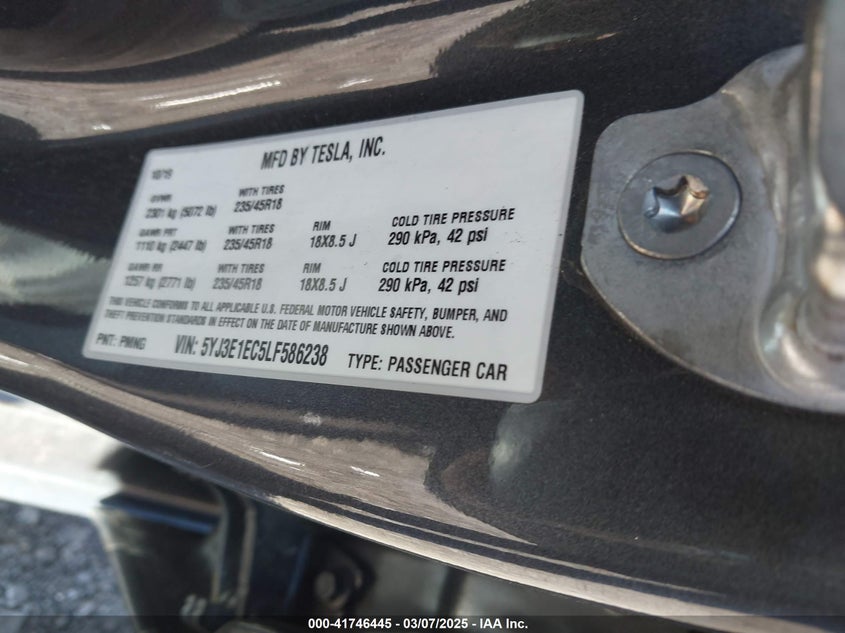 MFD BY TESLA, INC.
10/19
GVWR
2301 kg (5072 lb)
WITH TIRES
235/45R18
GAWR FRT
1110 kg (2447 lb)
WITH TIRES
235/45R18
RIM
18X8.5 J
COLD TIRE PRESSURE
290 kPa, 42 psi
GAWR RR
1257 kg (2771 lb)
WITH TIRES
235/45R18
RIM
18X8.5 J
COLD TIRE PRESSURE
290 kPa, 42 psi
THIS VEHICLE CONFORMS TO ALL APPLICABLE U.S. FEDERAL MOTOR VEHICLE SAFETY, BUMPER, AND
THEFT PREVENTION STANDARDS IN EFFECT ON THE DATE OF MANUFACTURE SHOWN ABOVE.
PNT: PMNG
VIN: 5YJ3E1EC5LF586238
TYPE: PASSENGER CAR
000-41746445 - 03/07/2025 - IAA Inc.